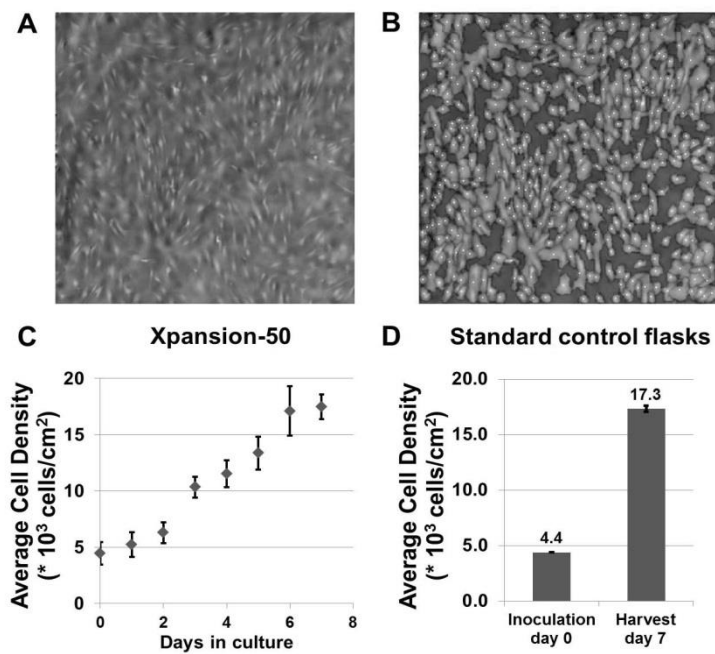 A
B
C
Xpansion-50
Average Cell Density
(* 10³ cells/cm²)
20
15
10
5
0
0
2
4
6
8
Days in culture
D
Standard control flasks
Average Cell Density
(* 10³ cells/cm²)
20.0
15.0
10.0
5.0
0.0
4.4
17.3
Inoculation
day 0
Harvest
day 7